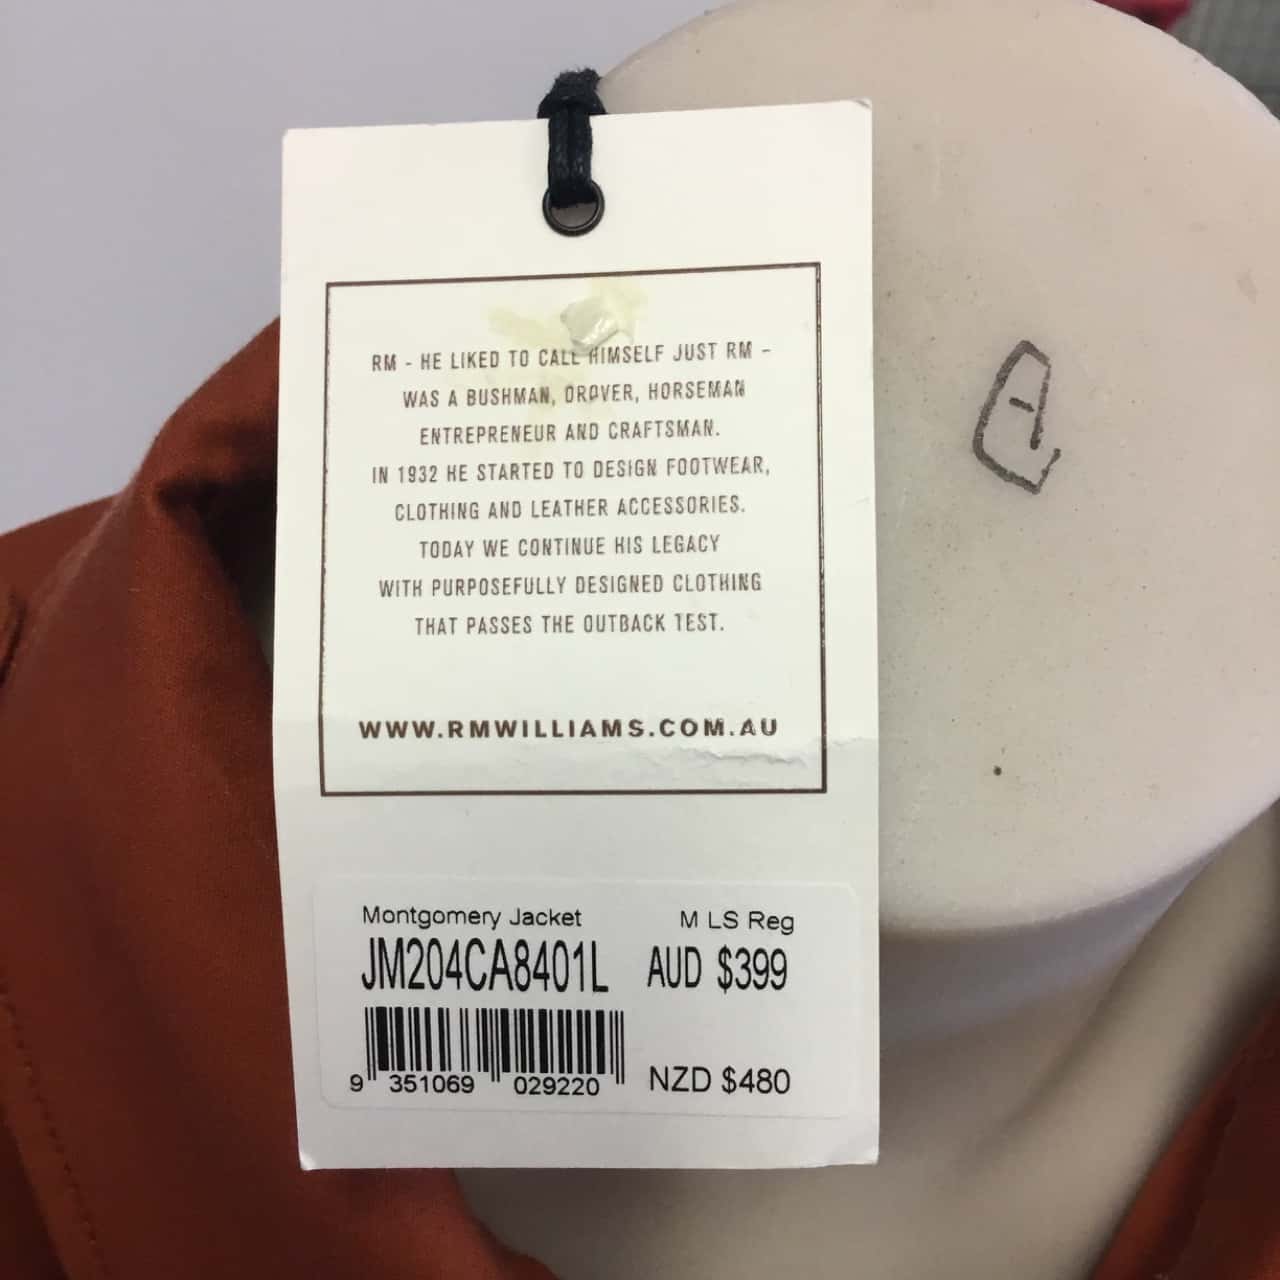 RM - HE LIKED TO CALL HIMSELF JUST RM -
WAS A BUSHMAN, DROVER, HORSEMAN
ENTREPRENEUR AND CRAFTSMAN.
IN 1932 HE STARTED TO DESIGN FOOTWEAR,
CLOTHING AND LEATHER ACCESSORIES.
TODAY WE CONTINUE HIS LEGACY
WITH PURPOSEFULLY DESIGNED CLOTHING
THAT PASSES THE OUTBACK TEST.
WWW.RMWILLIAMS.COM.AU
Montgomery Jacket M LS Reg
JM204CA8401L AUD $399
9 351069 029220 NZD $480